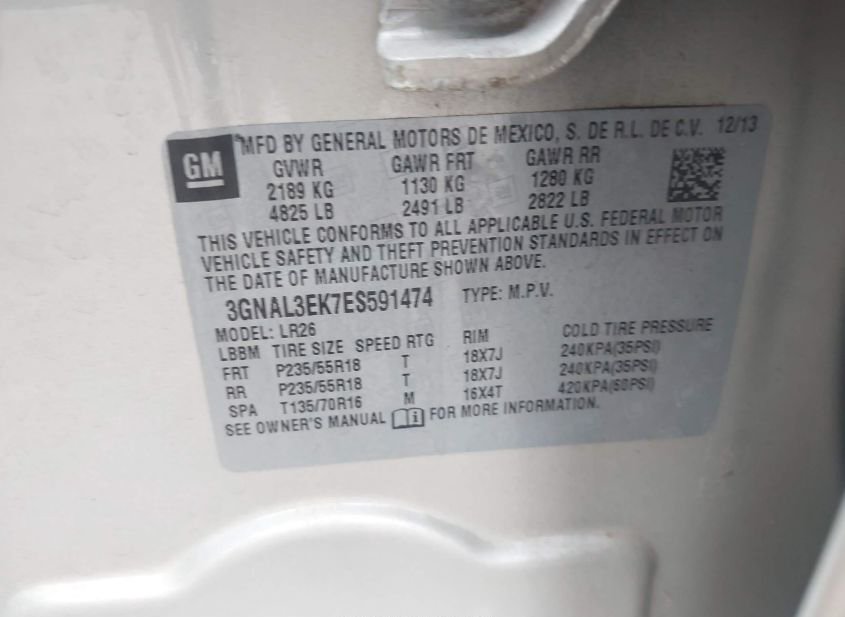 GM
MFD BY GENERAL MOTORS DE MEXICO, S. DE R.L. DE C.V. 12/13
GVWR GAWR FRT GAWR RR
2189 KG 1130 KG 1280 KG
4825 LB 2491 LB 2822 LB
THIS VEHICLE CONFORMS TO ALL APPLICABLE U.S. FEDERAL MOTOR
VEHICLE SAFETY AND THEFT PREVENTION STANDARDS IN EFFECT ON
THE DATE OF MANUFACTURE SHOWN ABOVE.
3GNAL3EK7ES591474 TYPE: M.P.V.
MODEL: LR26
LBBM TIRE SIZE SPEED RTG RIM COLD TIRE PRESSURE
FRT P235/55R18 T 18X7J 240KPA(35PSI)
RR P235/55R18 T 18X7J 240KPA(35PSI)
SPA T135/70R16 M 16X4T 420KPA(60PSI)
SEE OWNER'S MANUAL FOR MORE INFORMATION.